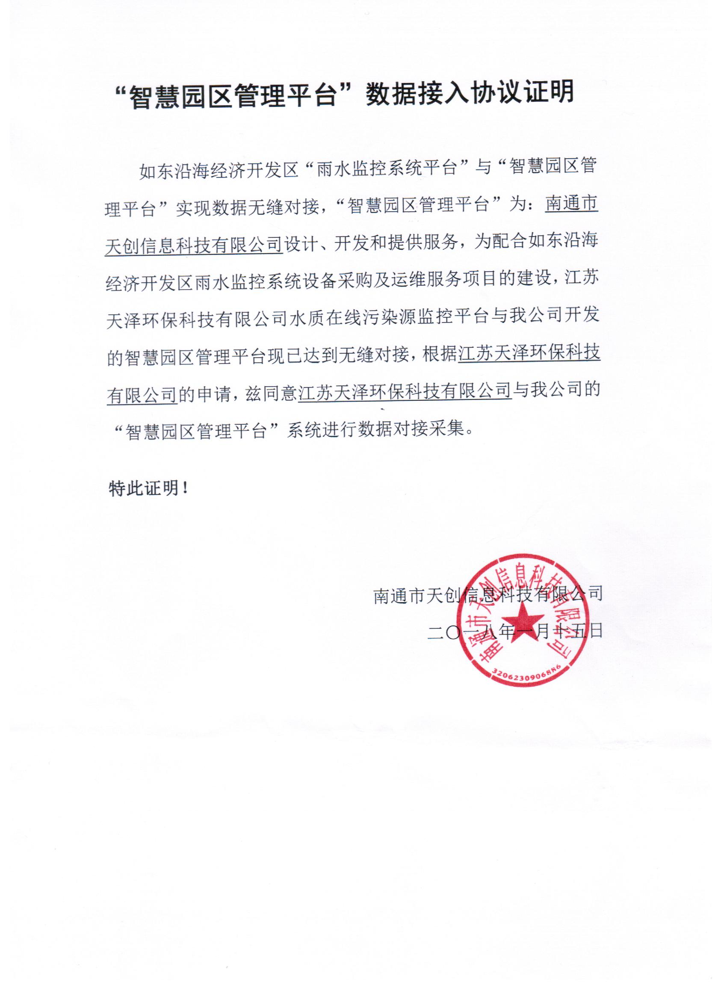 “智慧园区管理平台”数据接入协议证明
如东沿海经济开发区“雨水监控系统平台”与“智慧园区管
理平台”实现数据无缝对接，“智慧园区管理平台”为：南通市
天创信息科技有限公司设计、开发和提供服务，为配合如东沿海
经济开发区雨水监控系统设备采购及运维服务项目的建设，江苏
天泽环保科技有限公司水质在线污染源监控平台与我公司开发
的智慧园区管理平台现已达到无缝对接，根据江苏天泽环保科技
有限公司的申请，兹同意江苏天泽环保科技有限公司与我公司的
“智慧园区管理平台”系统进行数据对接采集。
特此证明！
南通市天创信息科技有限公司
二〇一八年一月十五日
南通市天创信息科技有限公司
3206230906886